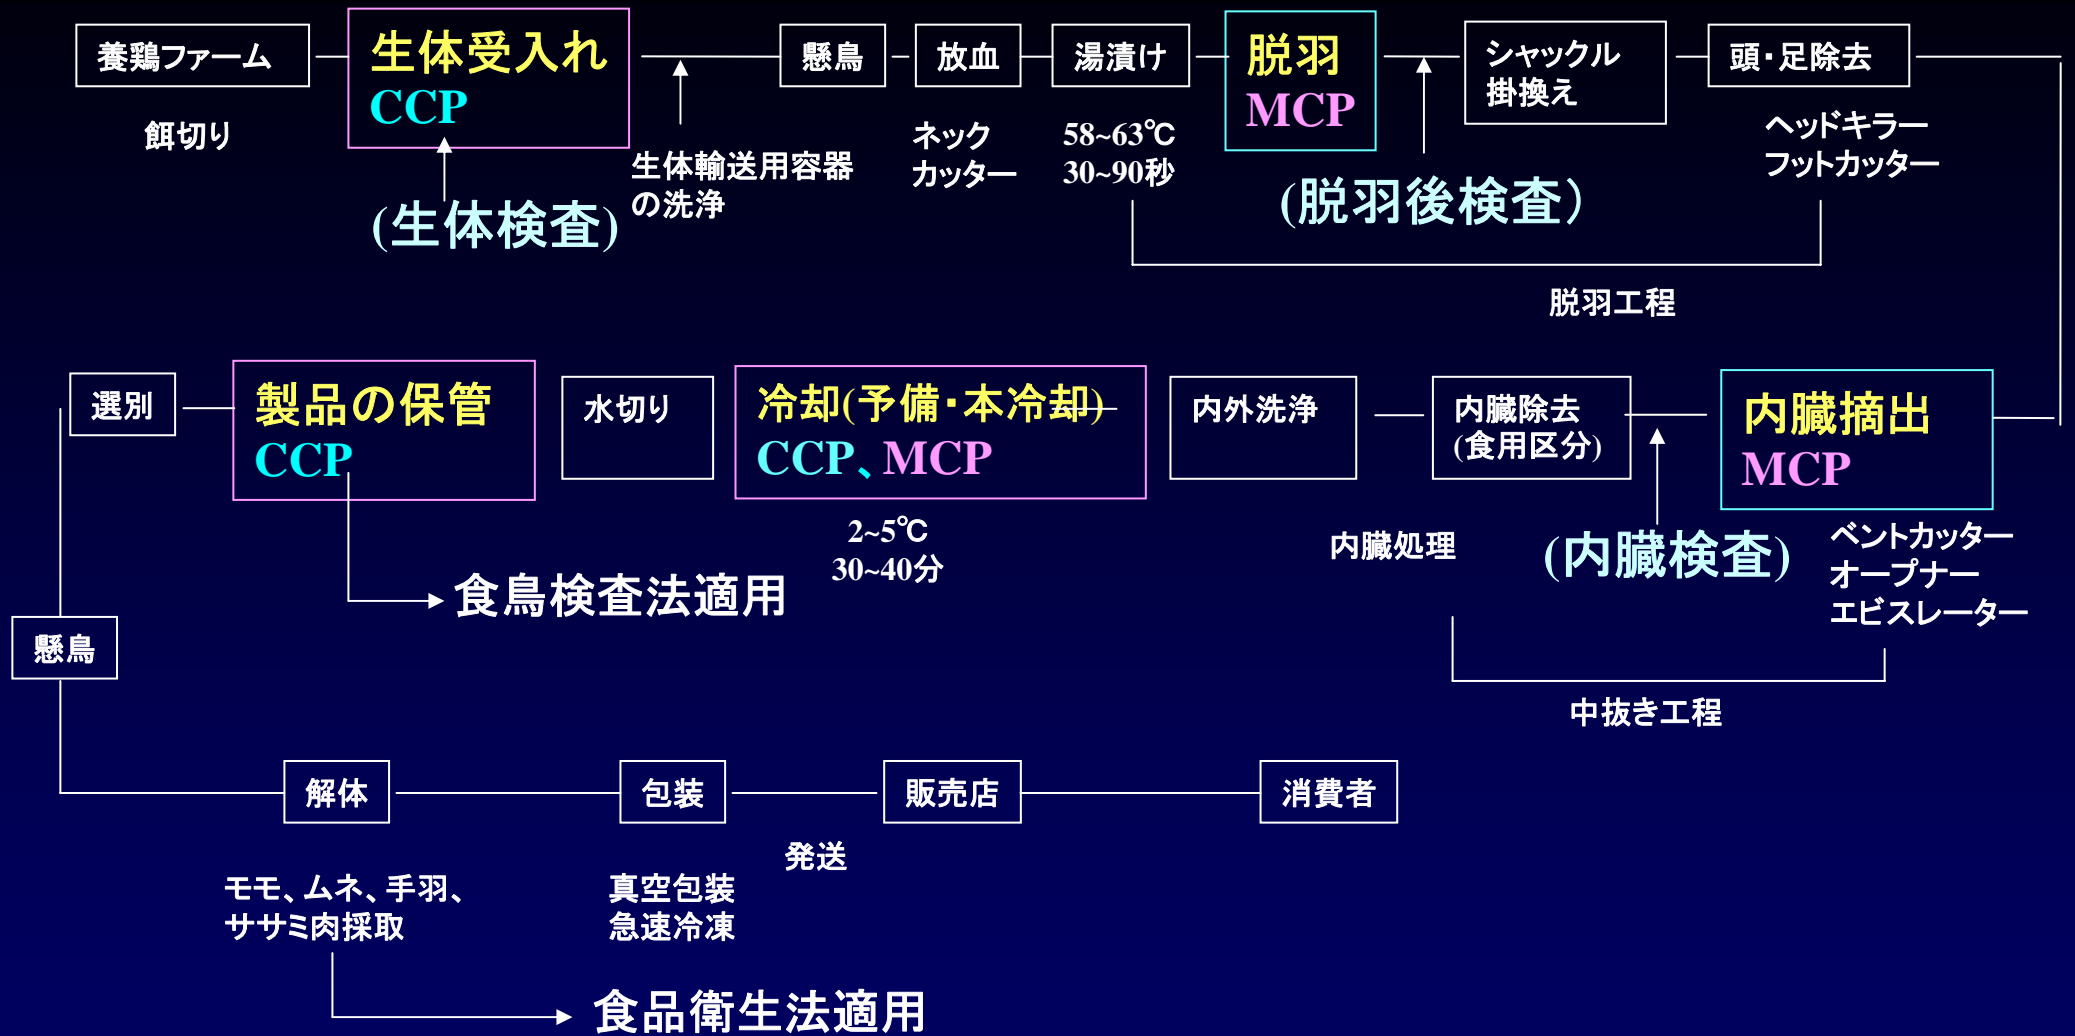 養鶏ファーム
餌切り
生体受入れ
CCP
(生体検査)
生体輸送用容器
の洗浄
懸鳥
放血
ネック
カッター
湯漬け
58~63℃
30~90秒
脱羽
MCP
(脱羽後検査)
シャックル
掛換え
頭・足除去
ヘッドキラー
フットカッター
脱羽工程
内臓摘出
MCP
ベントカッター
オープナー
エビスレーター
(内臓検査)
内臓除去
(食用区分)
内臓処理
中抜き工程
内外洗浄
冷却(予備・本冷却)
CCP、MCP
2~5℃
30~40分
水切り
製品の保管
CCP
食鳥検査法適用
選別
懸鳥
解体
モモ、ムネ、手羽、
ササミ肉採取
食品衛生法適用
包装
真空包装
急速冷凍
発送
販売店
消費者